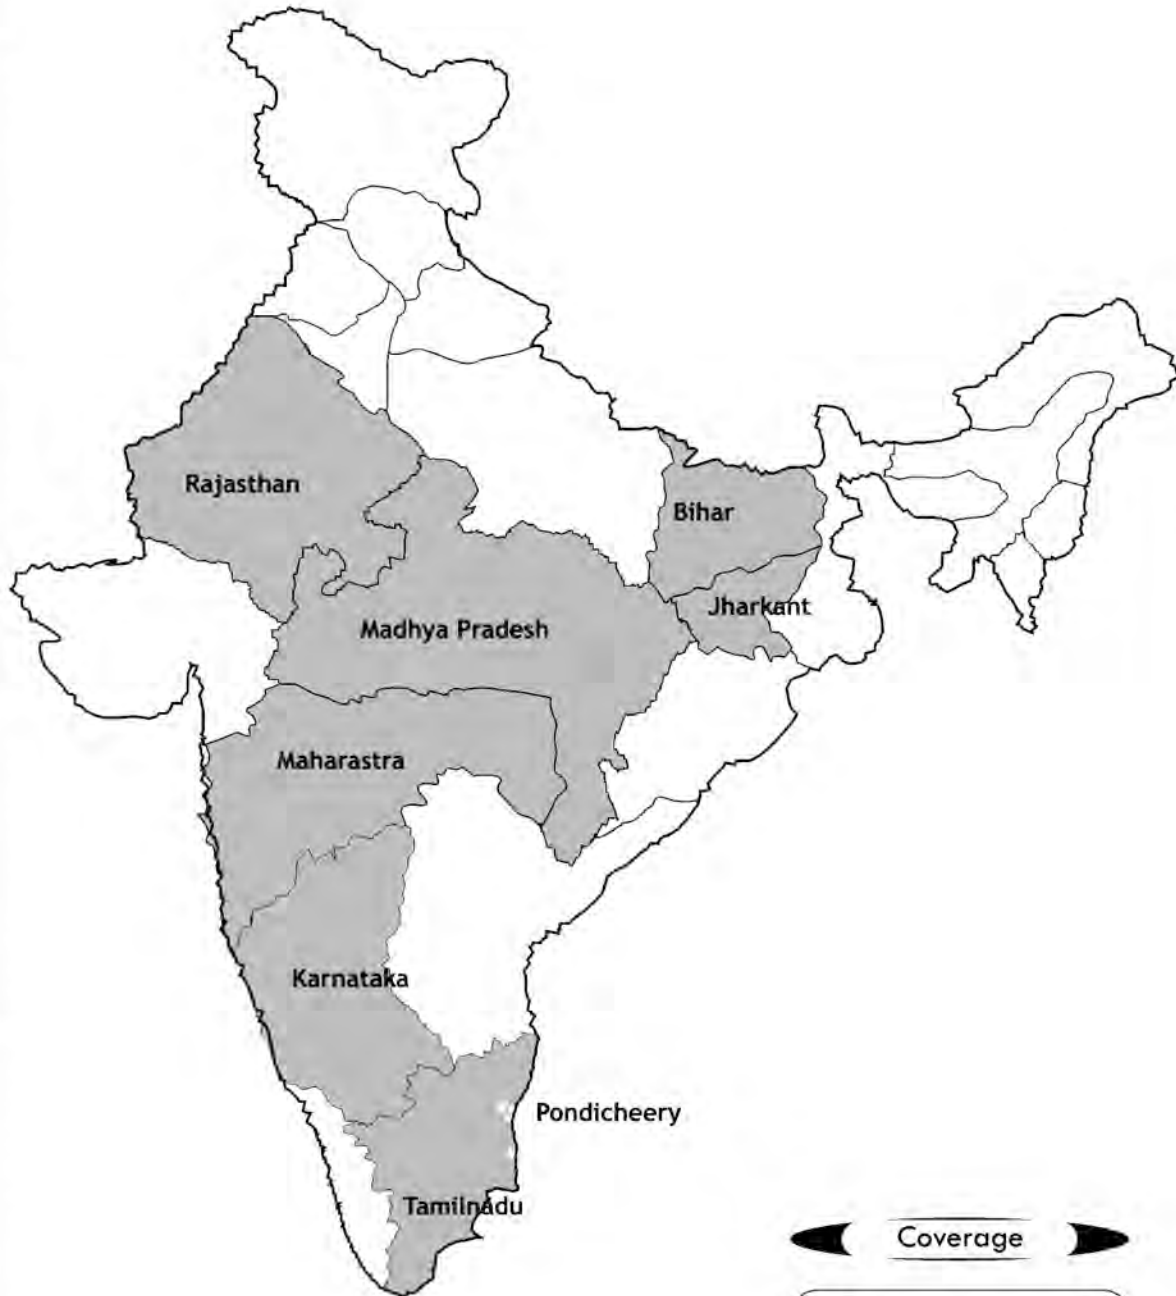 Rajasthan
Bihar
Jharkant
Madhya Pradesh
Maharastra
Karnataka
Pondicheery
Tamilnadu
Coverage